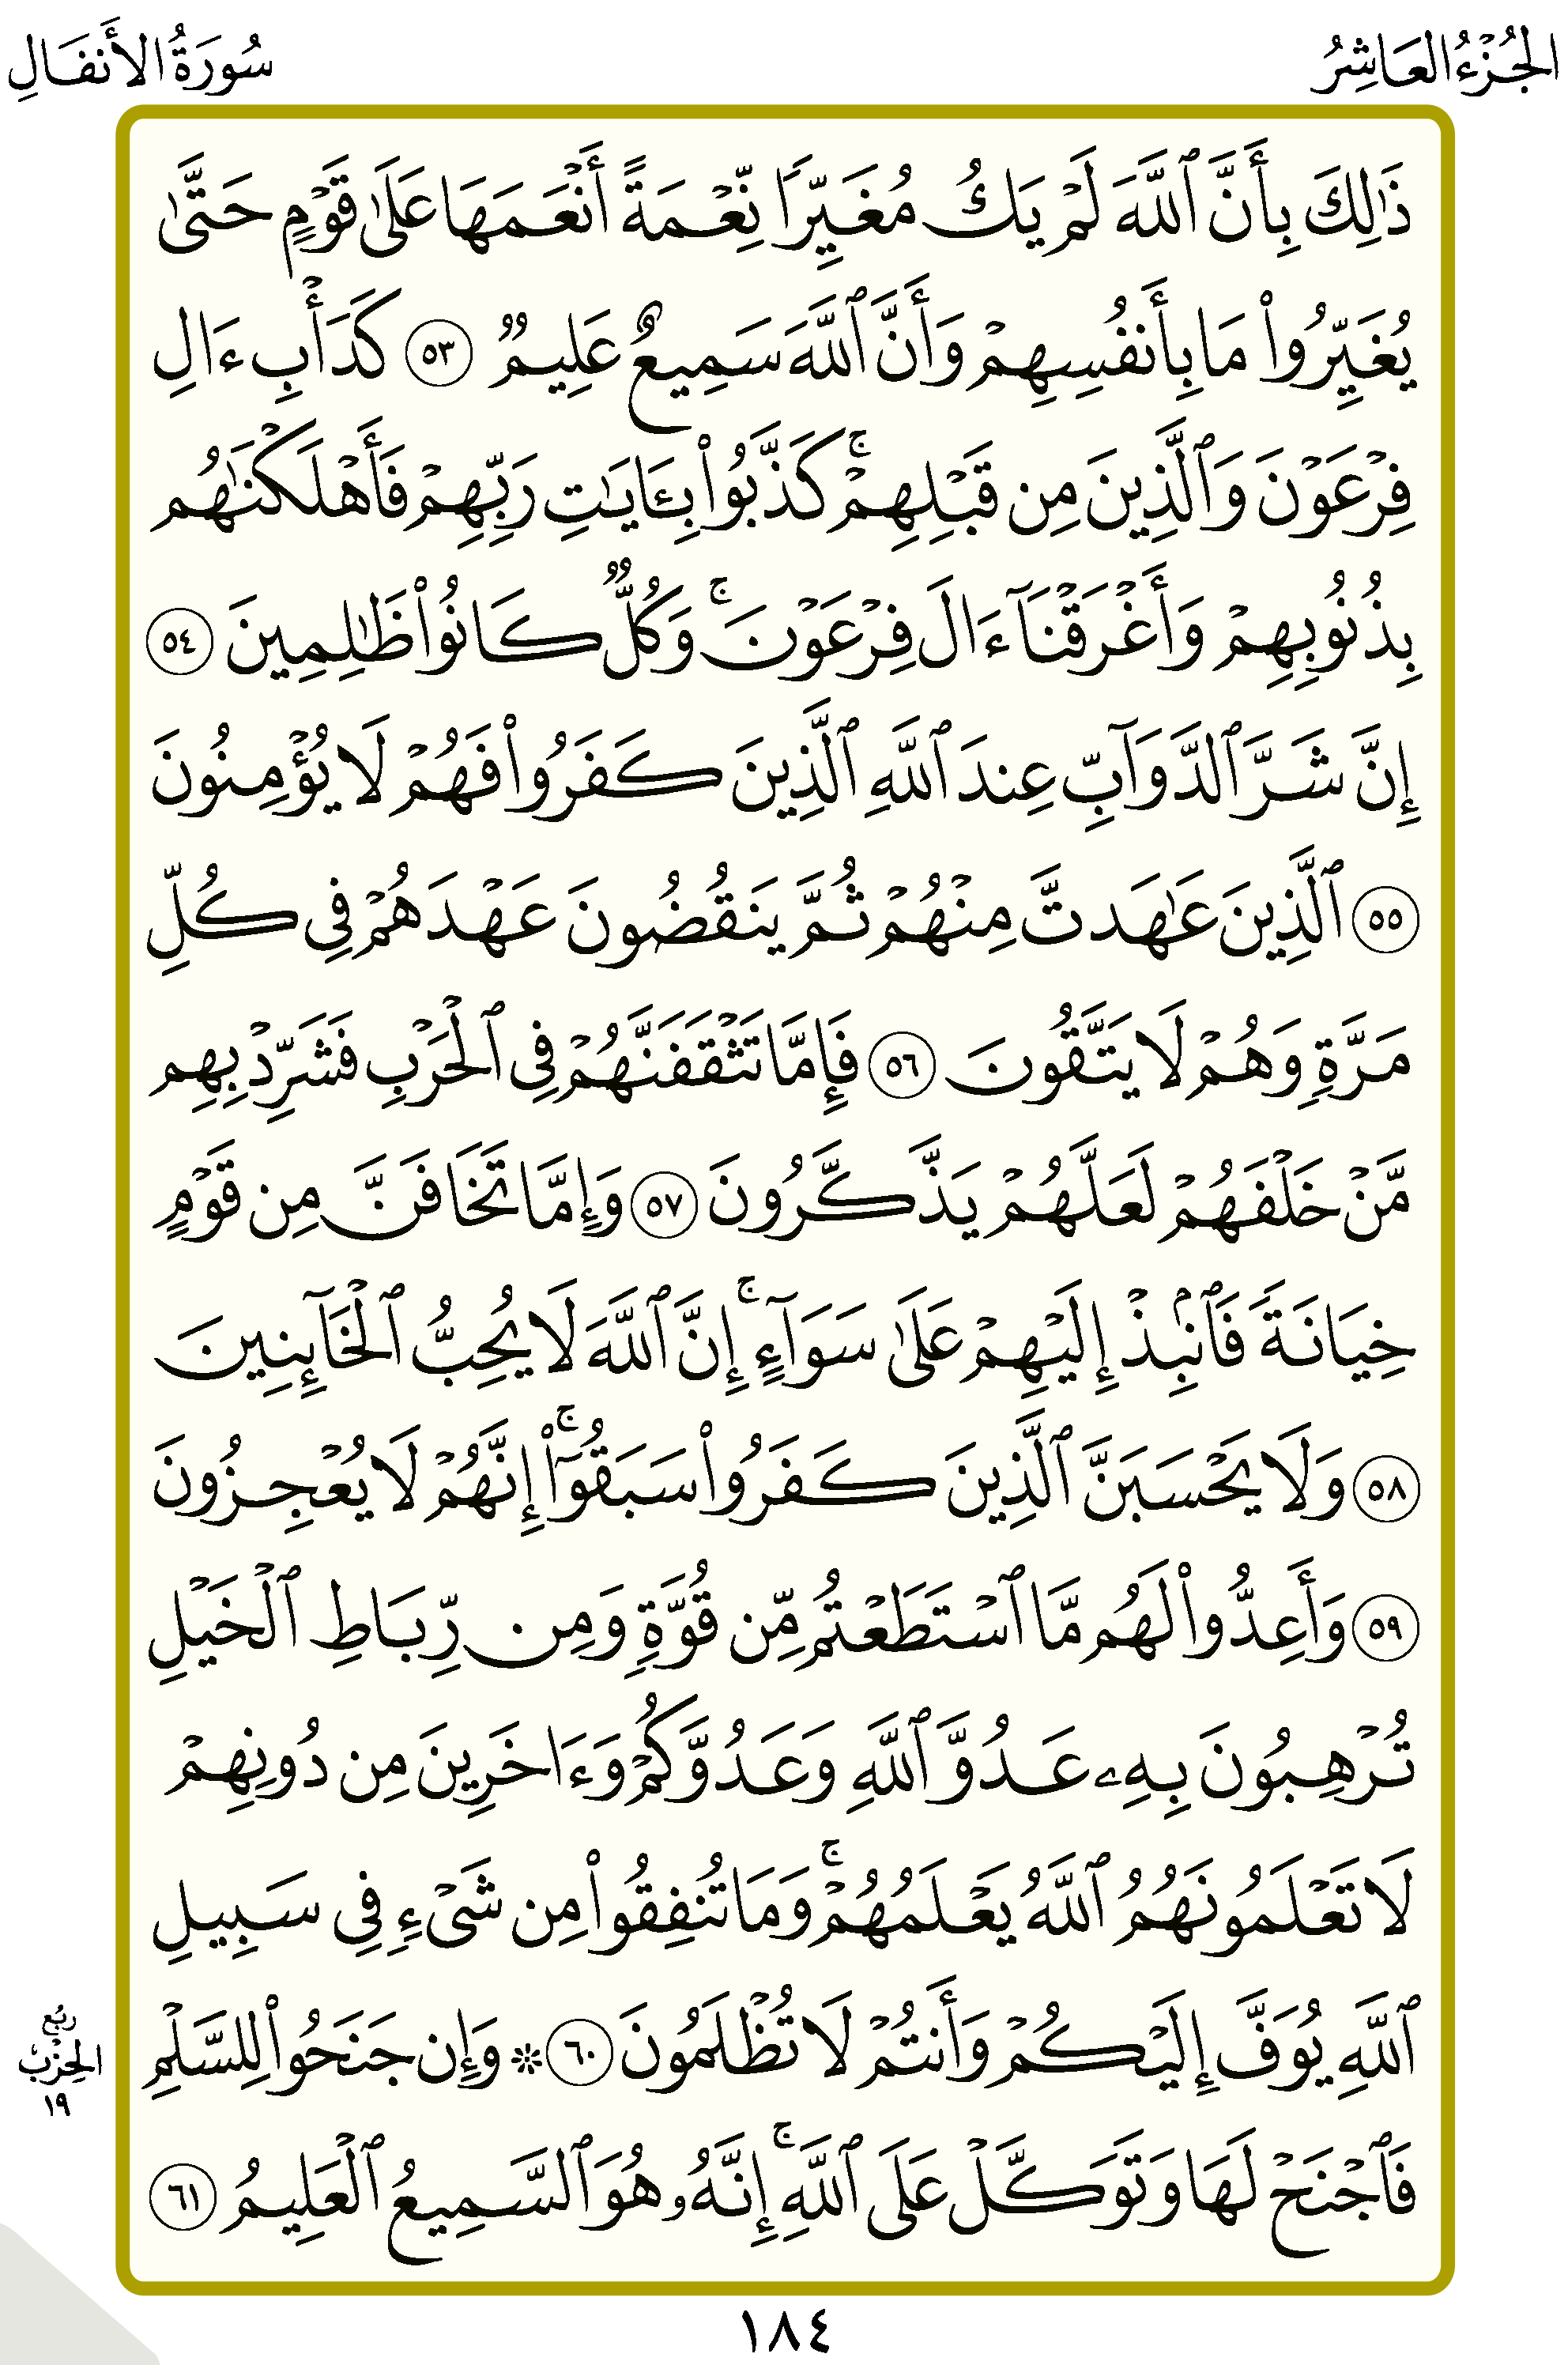 الجُزْءُ العَاشِرُ
سُورَةُ الأَنفَالِ
ذَٰلِكَ بِأَنَّ ٱللَّهَ لَمْ يَكُ مُغَيِّرًا نِّعْمَةً أَنْعَمَهَا عَلَىٰ قَوْمٍ حَتَّىٰ
يُغَيِّرُوا۟ مَا بِأَنفُسِهِمْ وَأَنَّ ٱللَّهَ سَمِيعٌ عَلِيمٌ ٥٣ كَدَأْبِ ءَالِ
فِرْعَوْنَ وَٱلَّذِينَ مِن قَبْلِهِمْ ۚ كَذَّبُوا۟ بِـَٔايَـٰتِ رَبِّهِمْ فَأَهْلَكْنَـٰهُم
بِذُنُوبِهِمْ وَأَغْرَقْنَآ ءَالَ فِرْعَوْنَ ۚ وَكُلٌّ كَانُوا۟ ظَـٰلِمِينَ ٥٤
إِنَّ شَرَّ ٱلدَّوَآبِّ عِندَ ٱللَّهِ ٱلَّذِينَ كَفَرُوا۟ فَهُمْ لَا يُؤْمِنُونَ
٥٥ ٱلَّذِينَ عَـٰهَدتَّ مِنْهُمْ ثُمَّ يَنقُضُونَ عَهْدَهُمْ فِى كُلِّ
مَرَّةٍ وَهُمْ لَا يَتَّقُونَ ٥٦ فَإِمَّا تَثْقَفَنَّهُمْ فِى ٱلْحَرْبِ فَشَرِّدْ بِهِم
مَّنْ خَلْفَهُمْ لَعَلَّهُمْ يَذَّكَّرُونَ ٥٧ وَإِمَّا تَخَافَنَّ مِن قَوْمٍ
خِيَانَةً فَٱنۢبِذْ إِلَيْهِمْ عَلَىٰ سَوَآءٍ ۚ إِنَّ ٱللَّهَ لَا يُحِبُّ ٱلْخَآئِنِينَ
٥٨ وَلَا يَحْسَبَنَّ ٱلَّذِينَ كَفَرُوا۟ سَبَقُوٓا۟ ۚ إِنَّهُمْ لَا يُعْجِزُونَ
٥٩ وَأَعِدُّوا۟ لَهُم مَّا ٱسْتَطَعْتُم مِّن قُوَّةٍ وَمِن رِّبَاطِ ٱلْخَيْلِ
تُرْهِبُونَ بِهِۦ عَدُوَّ ٱللَّهِ وَعَدُوَّكُمْ وَءَاخَرِينَ مِن دُونِهِمْ
لَا تَعْلَمُونَهُمُ ٱللَّهُ يَعْلَمُهُمْ ۚ وَمَا تُنفِقُوا۟ مِن شَىْءٍ فِى سَبِيلِ
ٱللَّهِ يُوَفَّ إِلَيْكُمْ وَأَنتُمْ لَا تُظْلَمُونَ ٦٠ ۞ وَإِن جَنَحُوا۟ لِلسَّلْمِ
فَٱجْنَحْ لَهَا وَتَوَكَّلْ عَلَى ٱللَّهِ ۚ إِنَّهُۥ هُوَ ٱلسَّمِيعُ ٱلْعَلِيمُ ٦١
رُبْع
الحِزْب
١٩
١٨٤